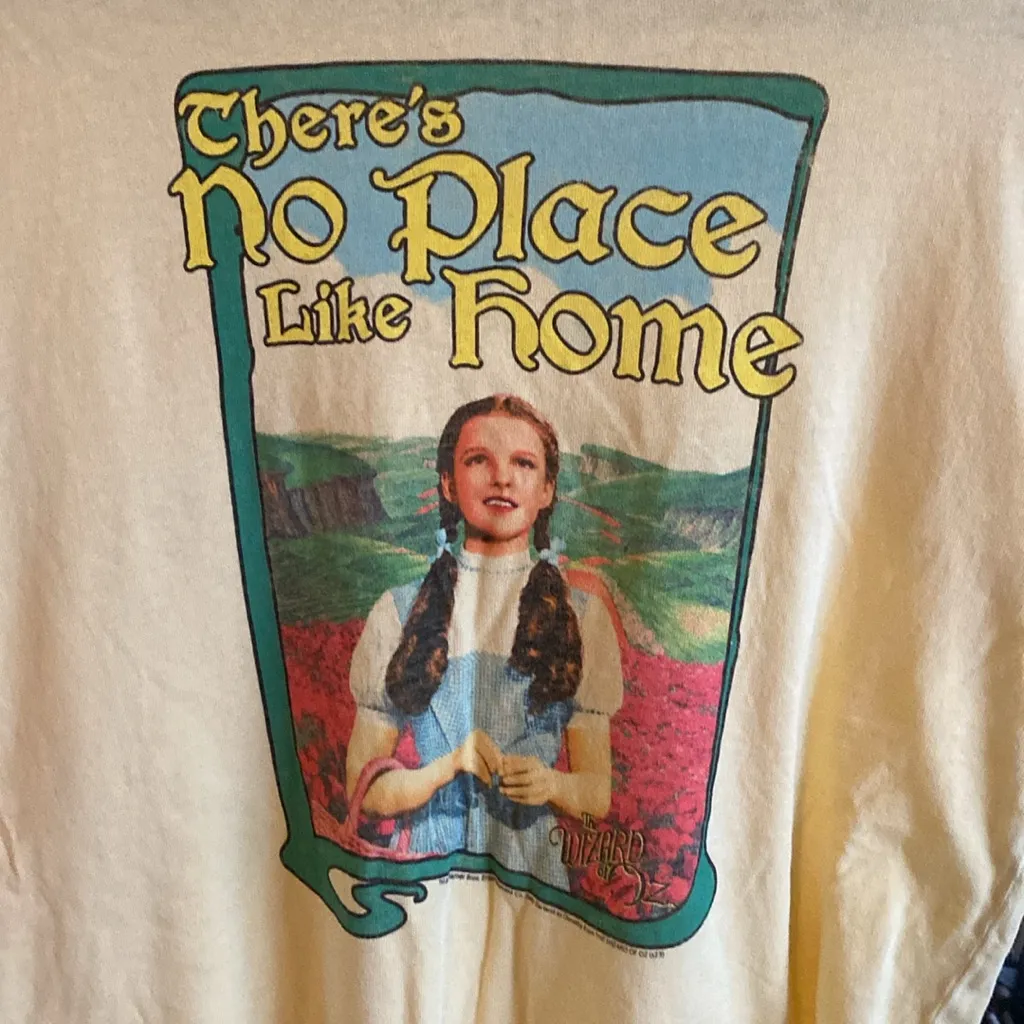 There's
No Place
Like Home
The
WIZARD
of
OZ